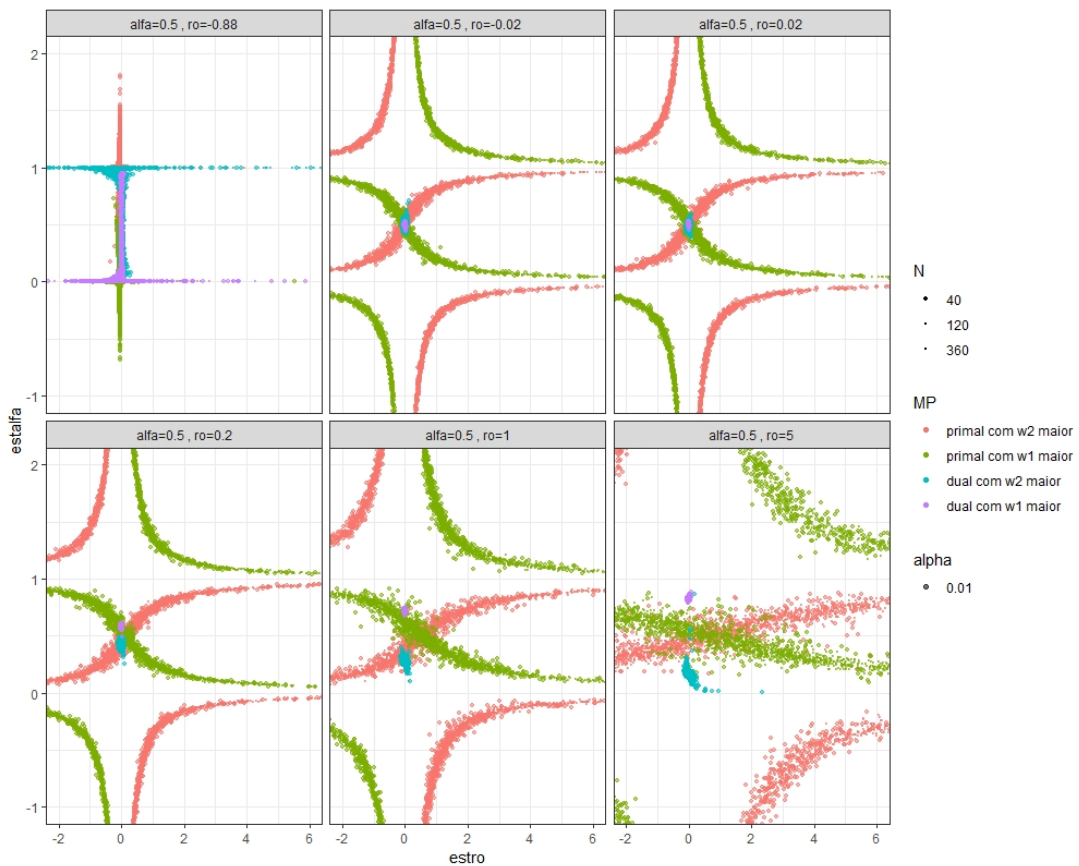 alfa=0.5 , ro=-0.88
alfa=0.5 , ro=-0.02
alfa=0.5 , ro=0.02
2
1
0
-1
estalfa
alfa=0.5 , ro=0.2
alfa=0.5 , ro=1
alfa=0.5 , ro=5
2
1
0
-1
-2 0 2 4 6
-2 0 2 4 6
-2 0 2 4 6
estro
N
40
120
360
MP
primal com w2 maior
primal com w1 maior
dual com w2 maior
dual com w1 maior
alpha
0.01